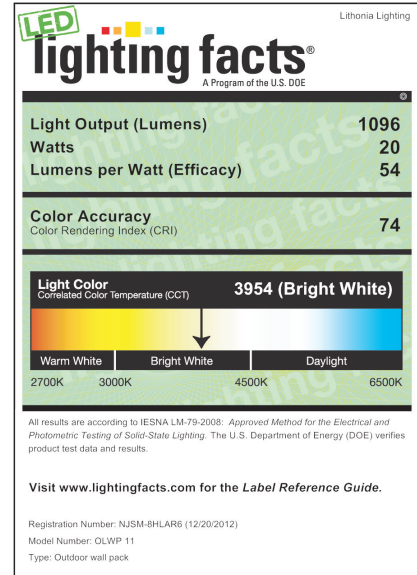 Lithonia Lighting
LED
lighting facts®
A Program of the U.S. DOE
Light Output (Lumens) 1096
Watts 20
Lumens per Watt (Efficacy) 54
Color Accuracy
Color Rendering Index (CRI) 74
Light Color
Correlated Color Temperature (CCT) 3954 (Bright White)
Warm White Bright White Daylight
2700K 3000K 4500K 6500K
All results are according to IESNA LM-79-2008: Approved Method for the Electrical and
Photometric Testing of Solid-State Lighting. The U.S. Department of Energy (DOE) verifies
product test data and results.
Visit www.lightingfacts.com for the Label Reference Guide.
Registration Number: NJSM-8HLAR6 (12/20/2012)
Model Number: OLWP 11
Type: Outdoor wall pack